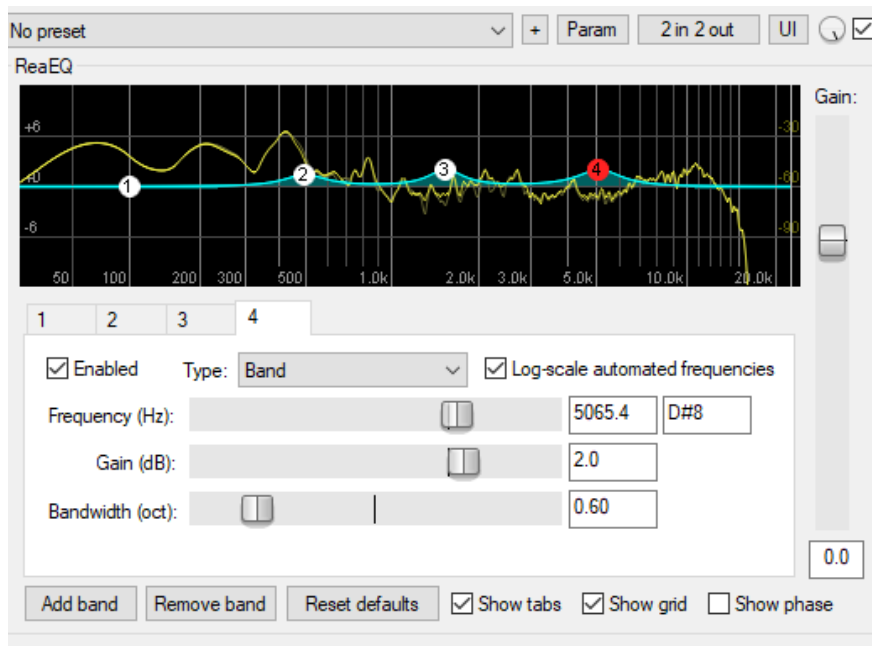 No preset + Param 2 in 2 out UI
ReaEQ
Gain:
+6 -30
+0 -60
-6 -90
50 100 200 300 500 1.0k 2.0k 3.0k 5.0k 10.0k 20.0k
1 2 3 4
1 2 3 4
Enabled Type: Band Log-scale automated frequencies
Frequency (Hz): 5065.4 D#8
Gain (dB): 2.0
Bandwidth (oct): 0.60
0.0
Add band Remove band Reset defaults Show tabs Show grid Show phase